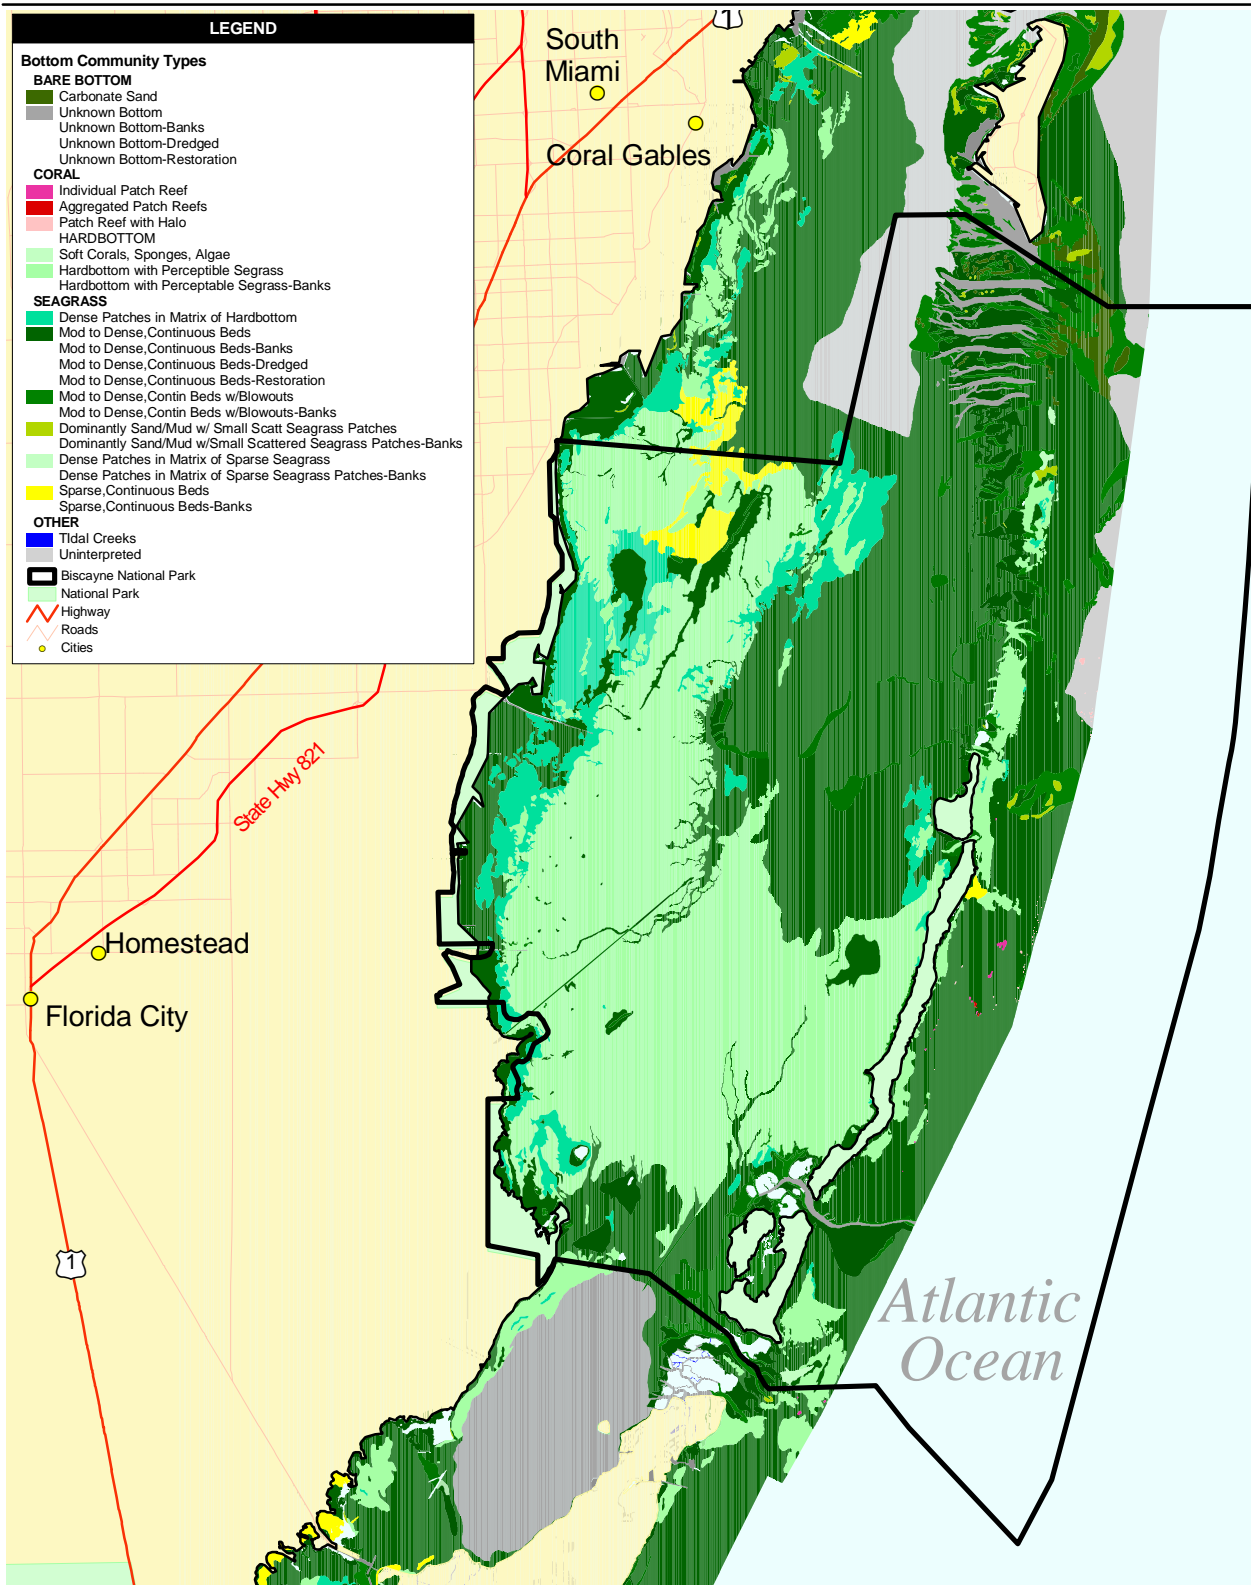 LEGEND
Bottom Community Types
BARE BOTTOM
Carbonate Sand
Unknown Bottom
Unknown Bottom-Banks
Unknown Bottom-Dredged
Unknown Bottom-Restoration
CORAL
Individual Patch Reef
Aggregated Patch Reefs
Patch Reef with Halo
HARDBOTTOM
Soft Corals, Sponges, Algae
Hardbottom with Perceptible Segrass
Hardbottom with Perceptable Segrass-Banks
SEAGRASS
Dense Patches in Matrix of Hardbottom
Mod to Dense,Continuous Beds
Mod to Dense,Continuous Beds-Banks
Mod to Dense,Continuous Beds-Dredged
Mod to Dense,Continuous Beds-Restoration
Mod to Dense,Contin Beds w/Blowouts
Mod to Dense,Contin Beds w/Blowouts-Banks
Dominantly Sand/Mud w/ Small Scatt Seagrass Patches
Dominantly Sand/Mud w/Small Scattered Seagrass Patches-Banks
Dense Patches in Matrix of Sparse Seagrass
Dense Patches in Matrix of Sparse Seagrass Patches-Banks
Sparse,Continuous Beds
Sparse,Continuous Beds-Banks
OTHER
TIdal Creeks
Uninterpreted
Biscayne National Park
National Park
Highway
Roads
Cities
1
South
Miami
Coral Gables
State Hwy 821
Homestead
Florida City
1
Atlantic
Ocean